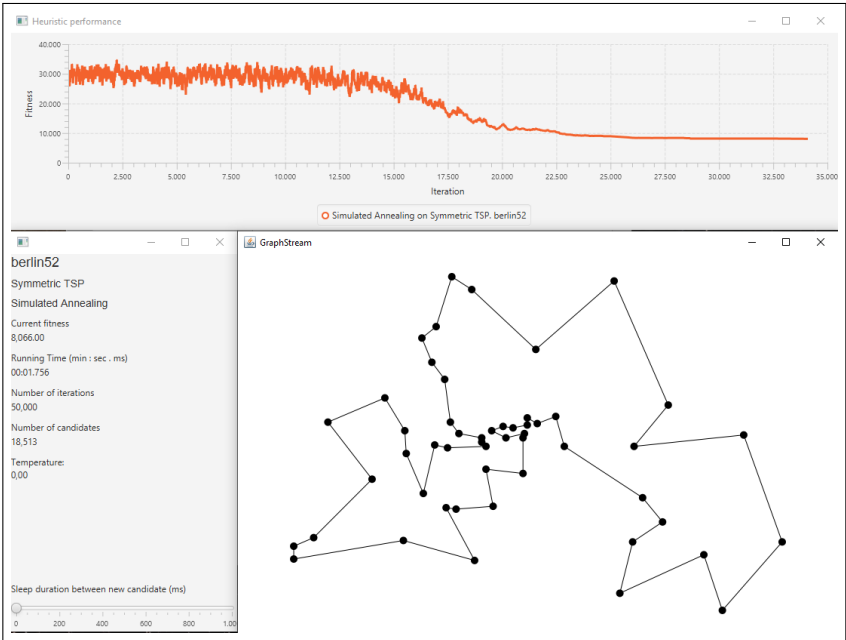 Heuristic performance
40.000
30.000
20.000
10.000
0
Fitness
0 2.500 5.000 7.500 10.000 12.500 15.000 17.500 20.000 22.500 25.000 27.500 30.000 32.500 35.000
Iteration
Simulated Annealing on Symmetric TSP. berlin52
berlin52
Symmetric TSP
Simulated Annealing
Current fitness
8,066.00
Running Time (min : sec . ms)
00:01.756
Number of iterations
50,000
Number of candidates
18,513
Temperature:
0,00
Sleep duration between new candidate (ms)
0 200 400 600 800 1.00
GraphStream